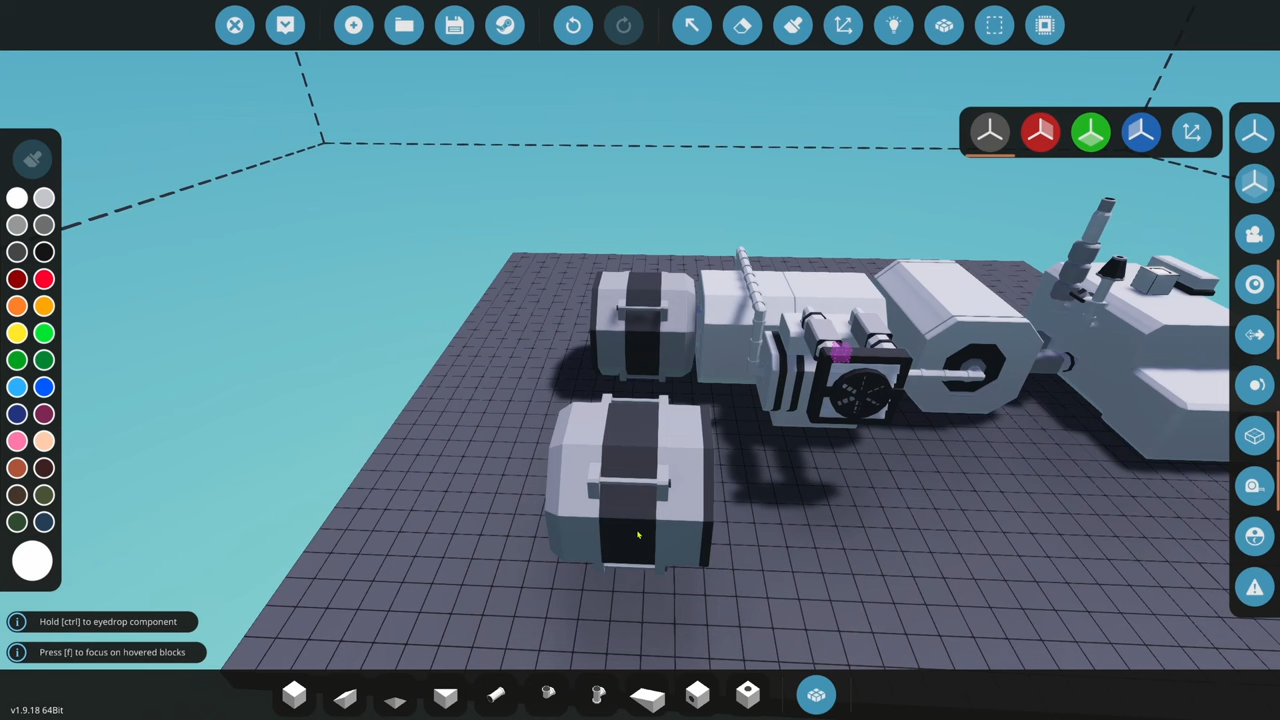 Hold [ctrl] to eyedrop component
Press [f] to focus on hovered blocks
v1.9.18 64Bit